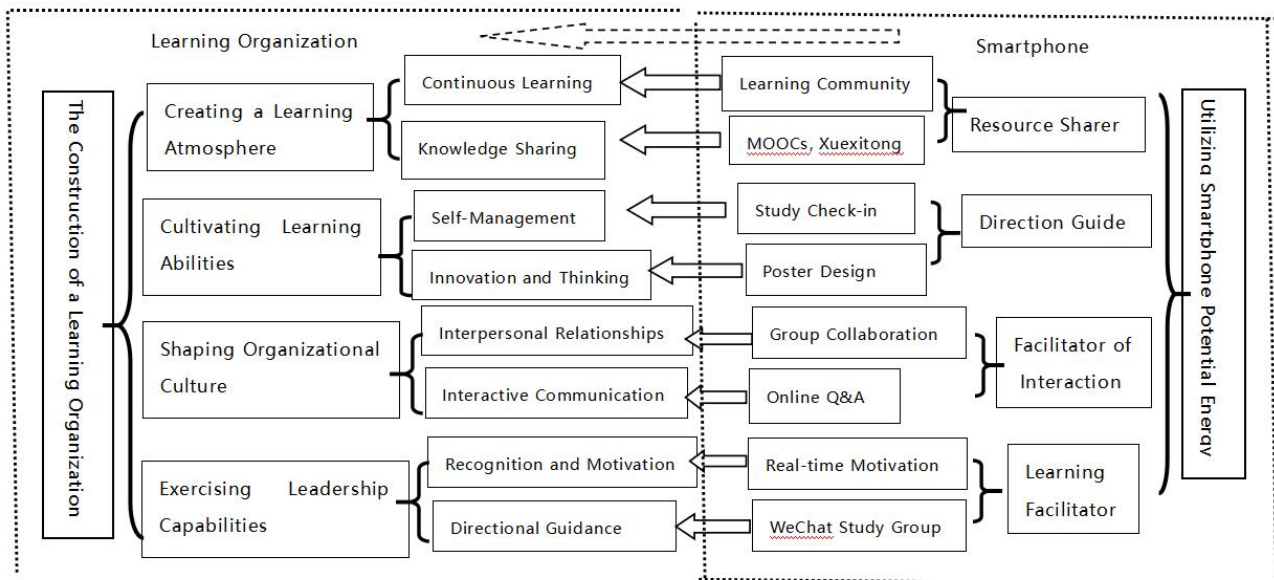 Learning Organization
Smartphone
The Construction of a Learning Organization
Creating a Learning
Atmosphere
Continuous Learning
Knowledge Sharing
Learning Community
MOOCs, Xuexitong
Resource Sharer
Cultivating Learning
Abilities
Self-Management
Innovation and Thinking
Study Check-in
Poster Design
Direction Guide
Shaping Organizational
Culture
Interpersonal Relationships
Interactive Communication
Group Collaboration
Online Q&A
Facilitator of
Interaction
Exercising Leadership
Capabilities
Recognition and Motivation
Directional Guidance
Real-time Motivation
WeChat Study Group
Learning
Facilitator
Utilizing Smartphone Potential Energy